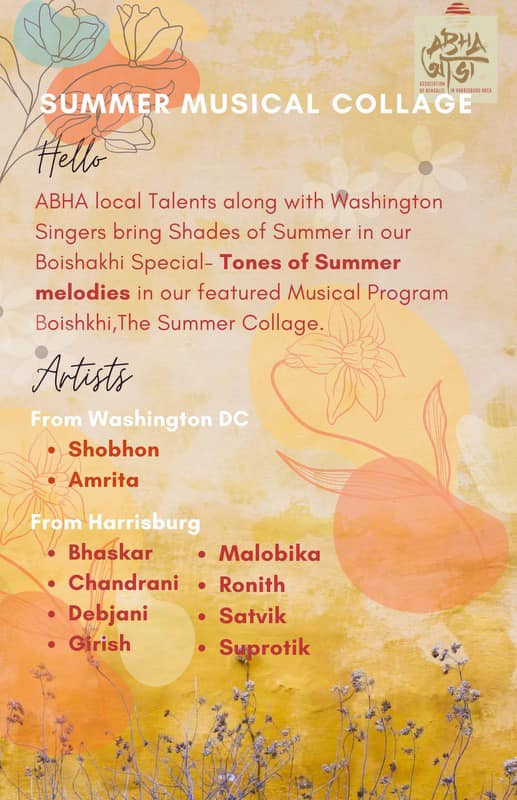 ABHA
আভা
ASSOCIATION
OF BENGALIS IN HARRISBURG AREA
SUMMER MUSICAL COLLAGE
Hello
ABHA local Talents along with Washington
Singers bring Shades of Summer in our
Boishakhi Special- Tones of Summer
melodies in our featured Musical Program
Boishkhi,The Summer Collage.
Artists
From Washington DC
• Shobhon
• Amrita
From Harrisburg
• Bhaskar
• Chandrani
• Debjani
• Girish
• Malobika
• Ronith
• Satvik
• Suprotik